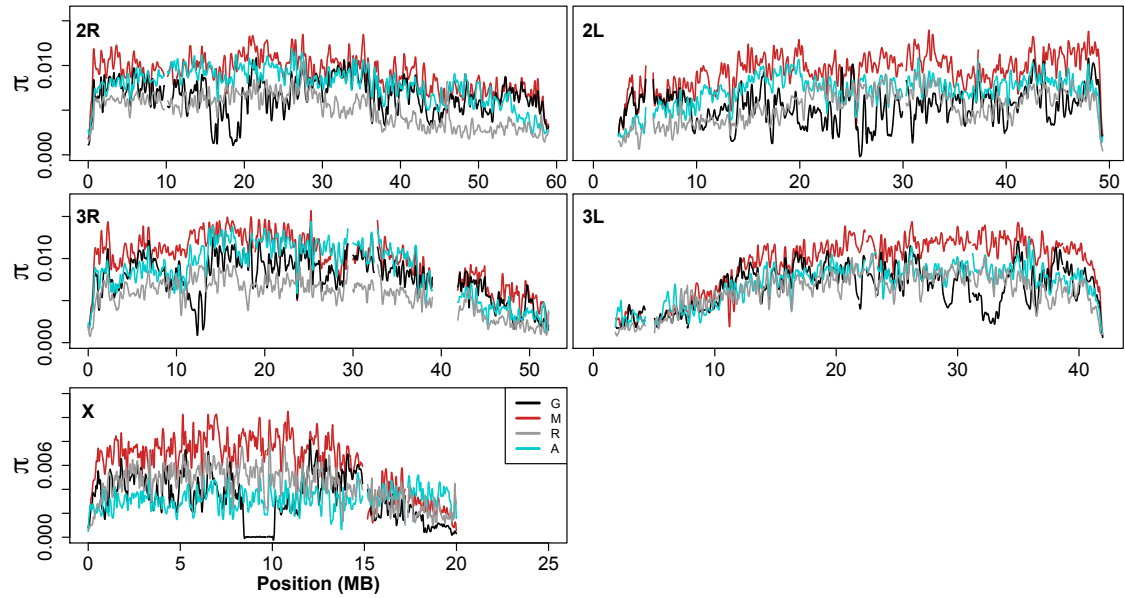 2R
π
0.000 0.010
0 10 20 30 40 50 60
2L
0 10 20 30 40 50
3R
π
0.000 0.010
0 10 20 30 40 50
3L
0 10 20 30 40
X
π
0.000 0.006
0 5 10 15 20 25
Position (MB)
G
M
R
A